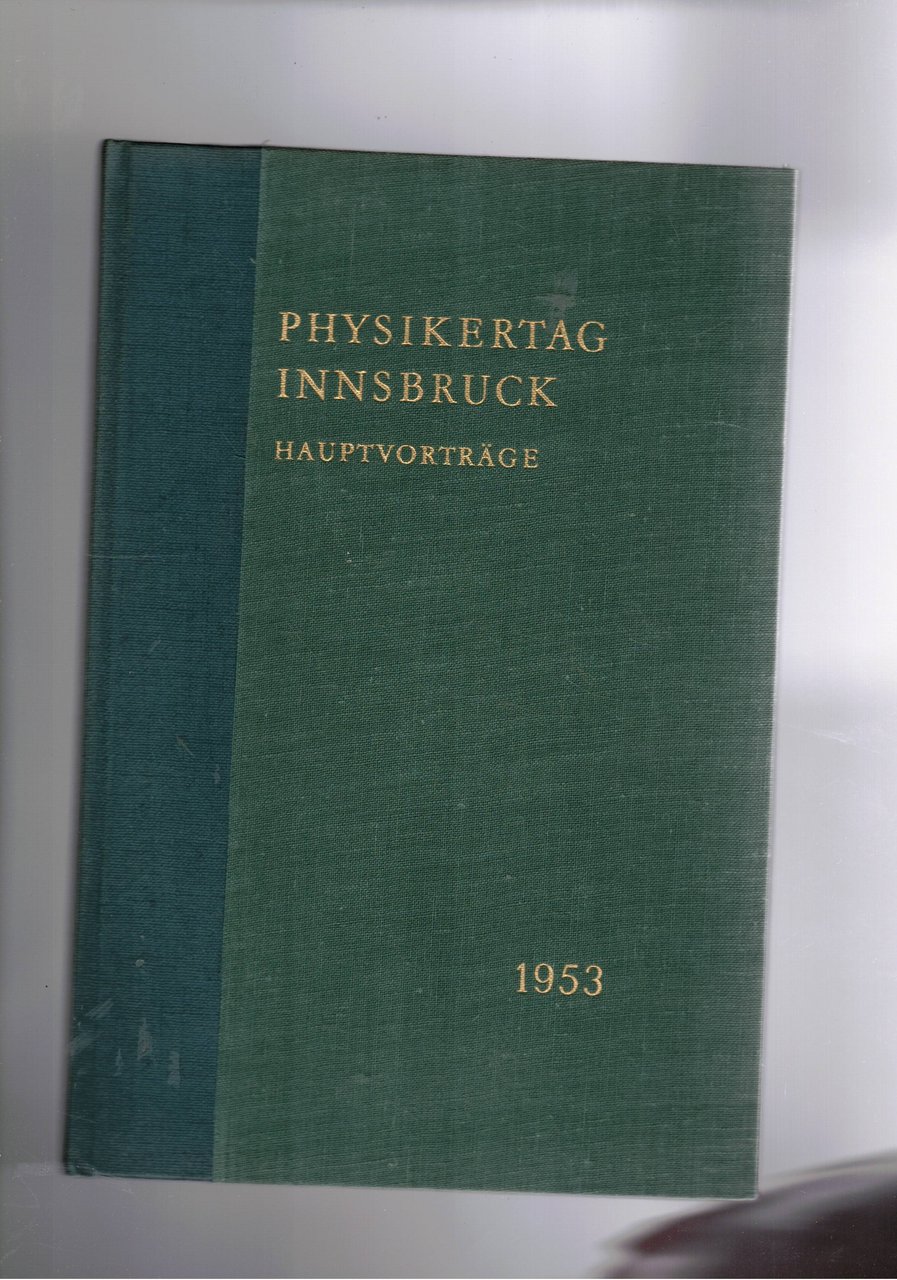 PHYSIKERTAG
INNSBRUCK
HAUPTVORTRÄGE
1953